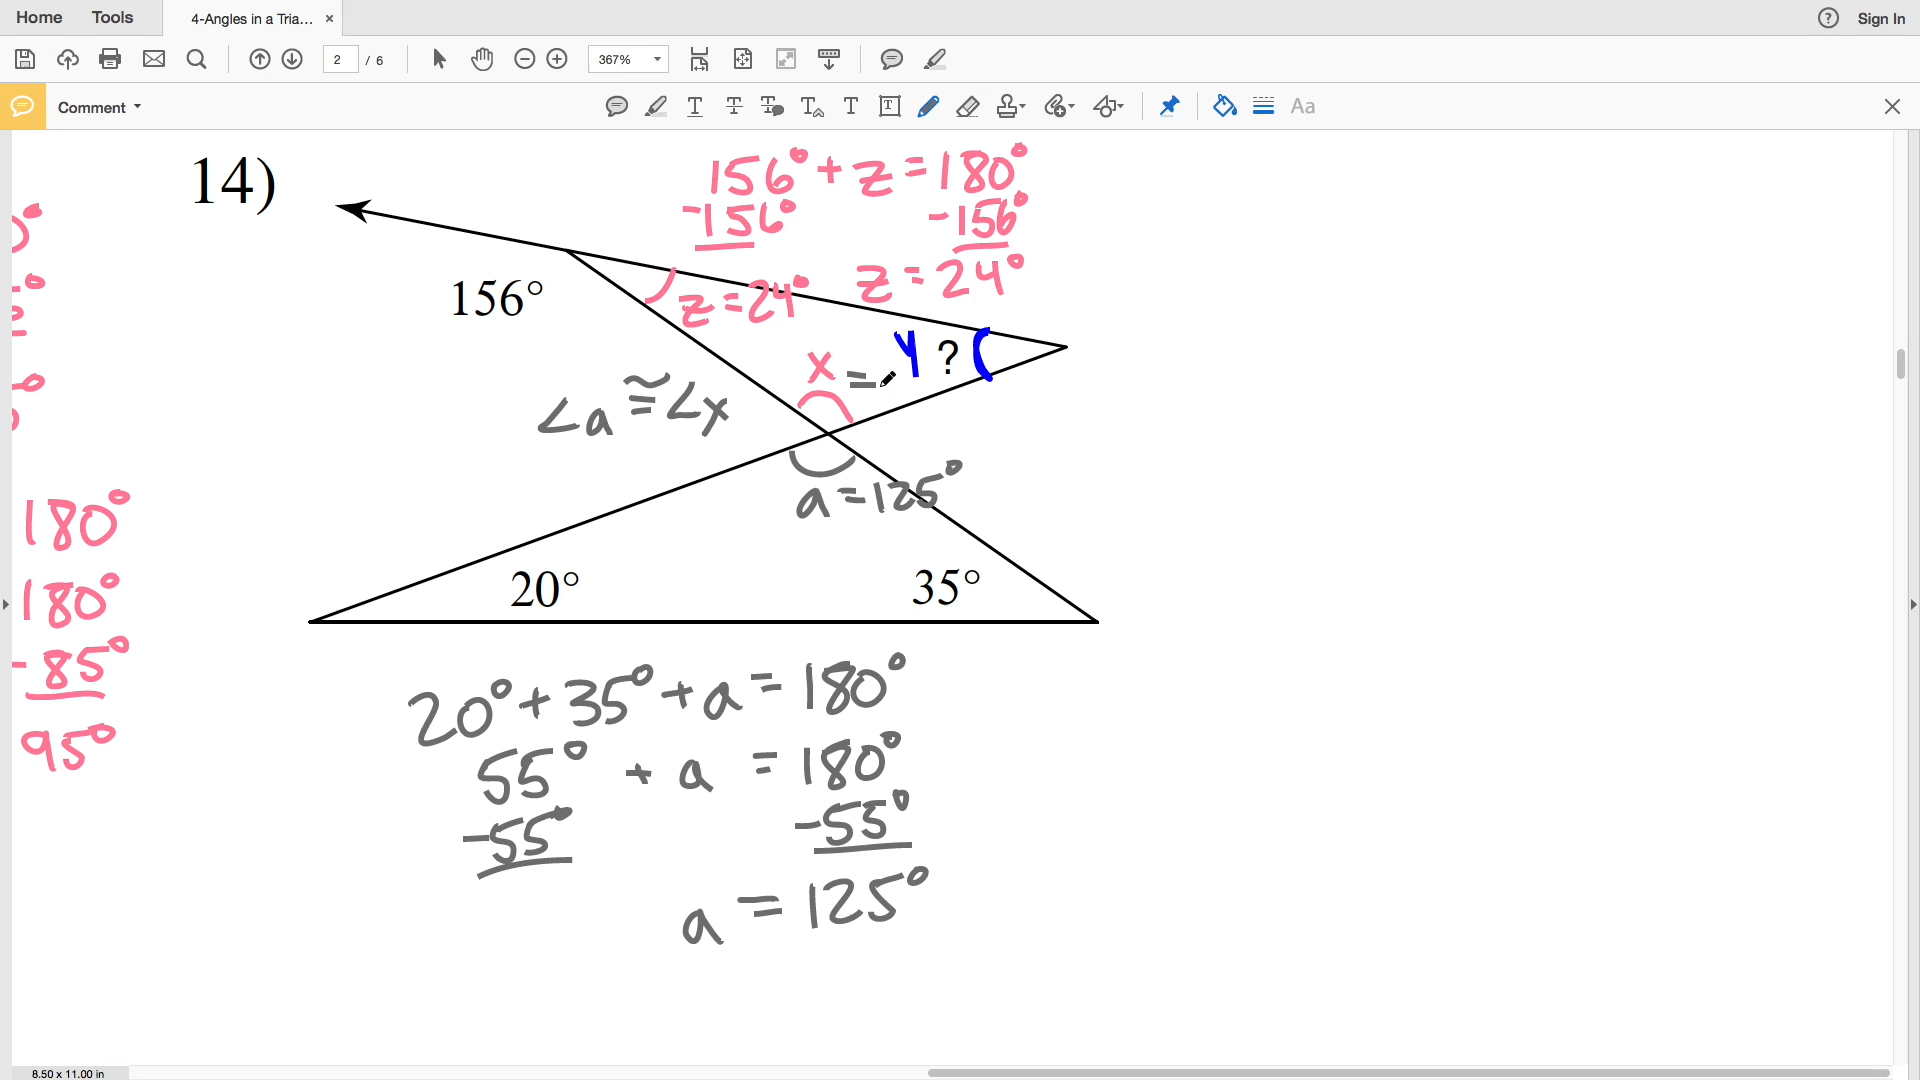 Home Tools 4-Angles in a Tria... × ? Sign In
2 / 6 367%
Comment Aa
14)
156° + z = 180°
-156° -156°
z = 24°
156°
z = 24°
x = y ?
∠a ≅ ∠x
a = 125°
20° 35°
180°
180°
- 85°
95°
20° + 35° + a = 180°
55° + a = 180°
-55° -55°
a = 125°
8.50 x 11.00 in